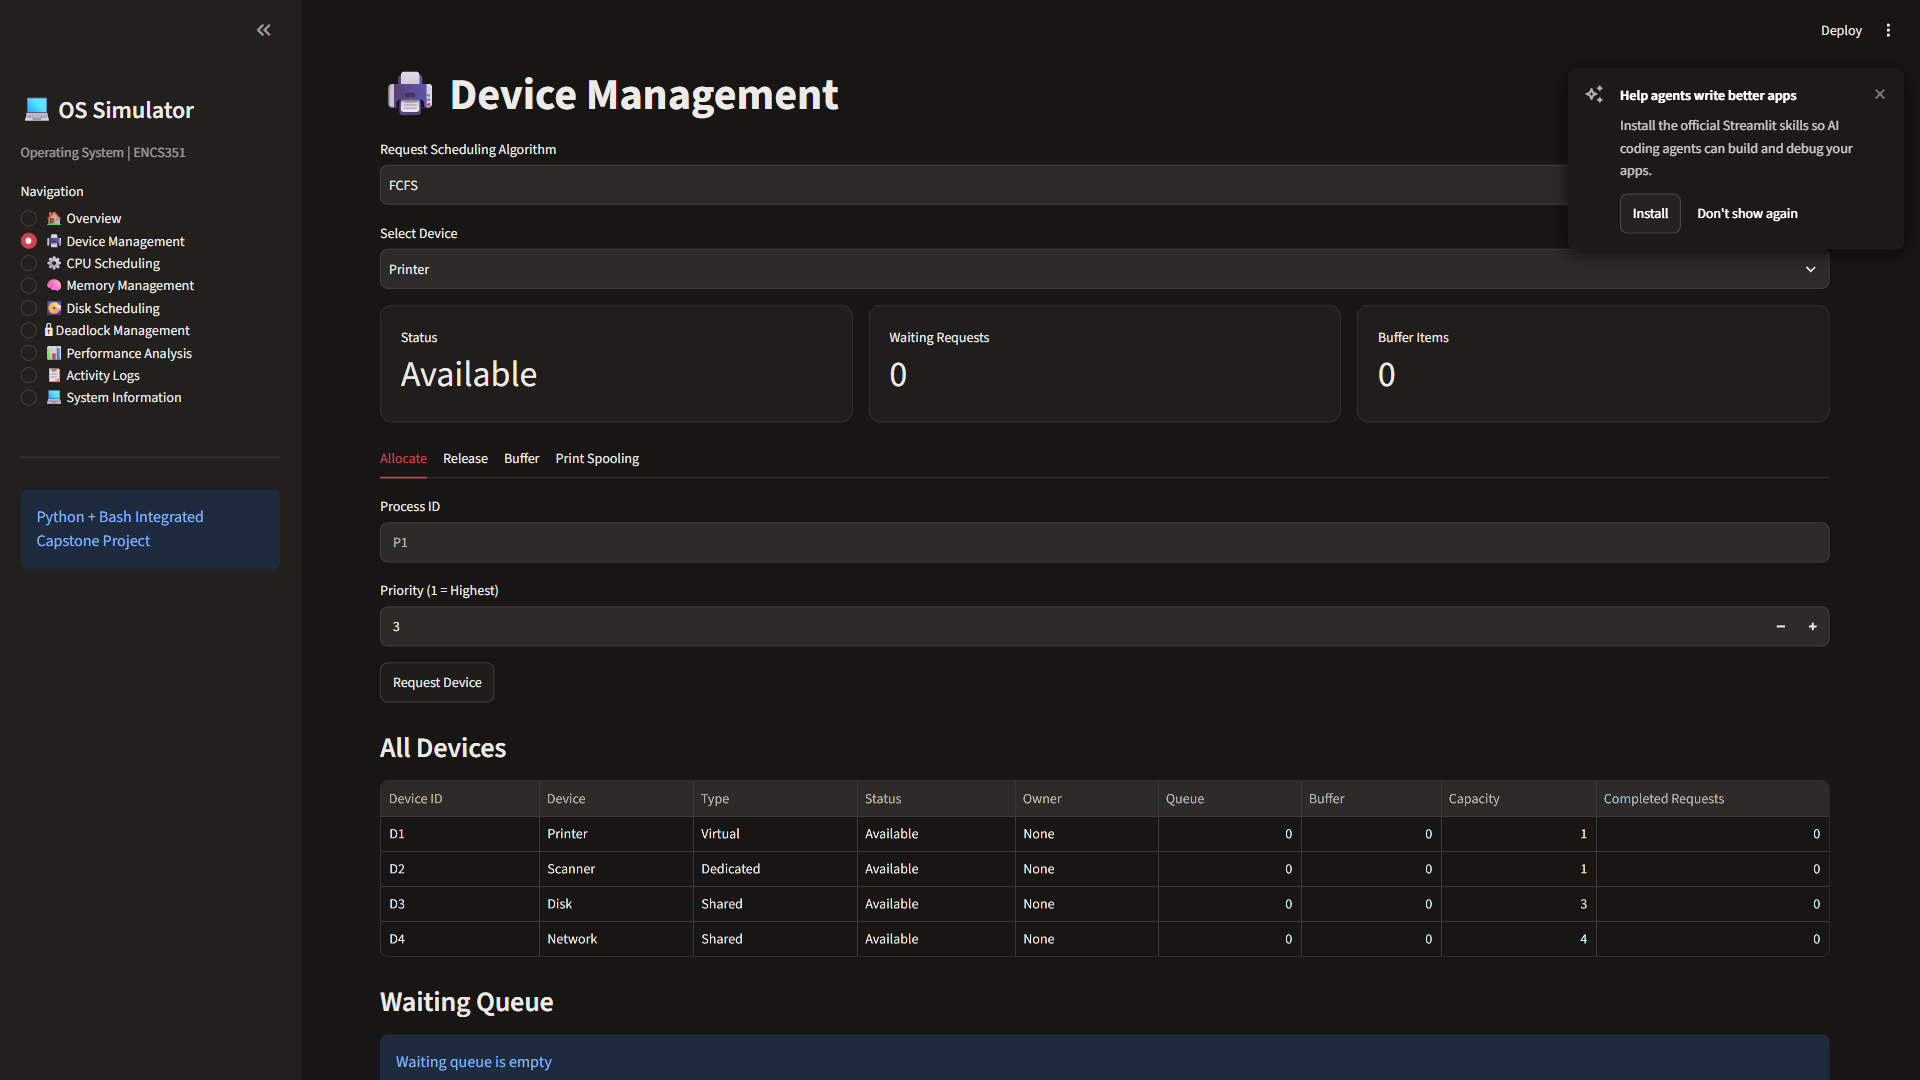 OS Simulator
Operating System | ENCS351
Navigation
Overview
Device Management
CPU Scheduling
Memory Management
Disk Scheduling
Deadlock Management
Performance Analysis
Activity Logs
System Information
Python + Bash Integrated
Capstone Project
Deploy
Help agents write better apps
Install the official Streamlit skills so AI
coding agents can build and debug your
apps.
Install Don't show again
Device Management
Request Scheduling Algorithm
FCFS
Select Device
Printer
Status Waiting Requests Buffer Items
Available 0 0
Allocate Release Buffer Print Spooling
Process ID
P1
Priority (1 = Highest)
3
Request Device
All Devices
Device ID Device Type Status Owner Queue Buffer Capacity Completed Requests
D1 Printer Virtual Available None 0 0 1 0
D2 Scanner Dedicated Available None 0 0 1 0
D3 Disk Shared Available None 0 0 3 0
D4 Network Shared Available None 0 0 4 0
Waiting Queue
Waiting queue is empty